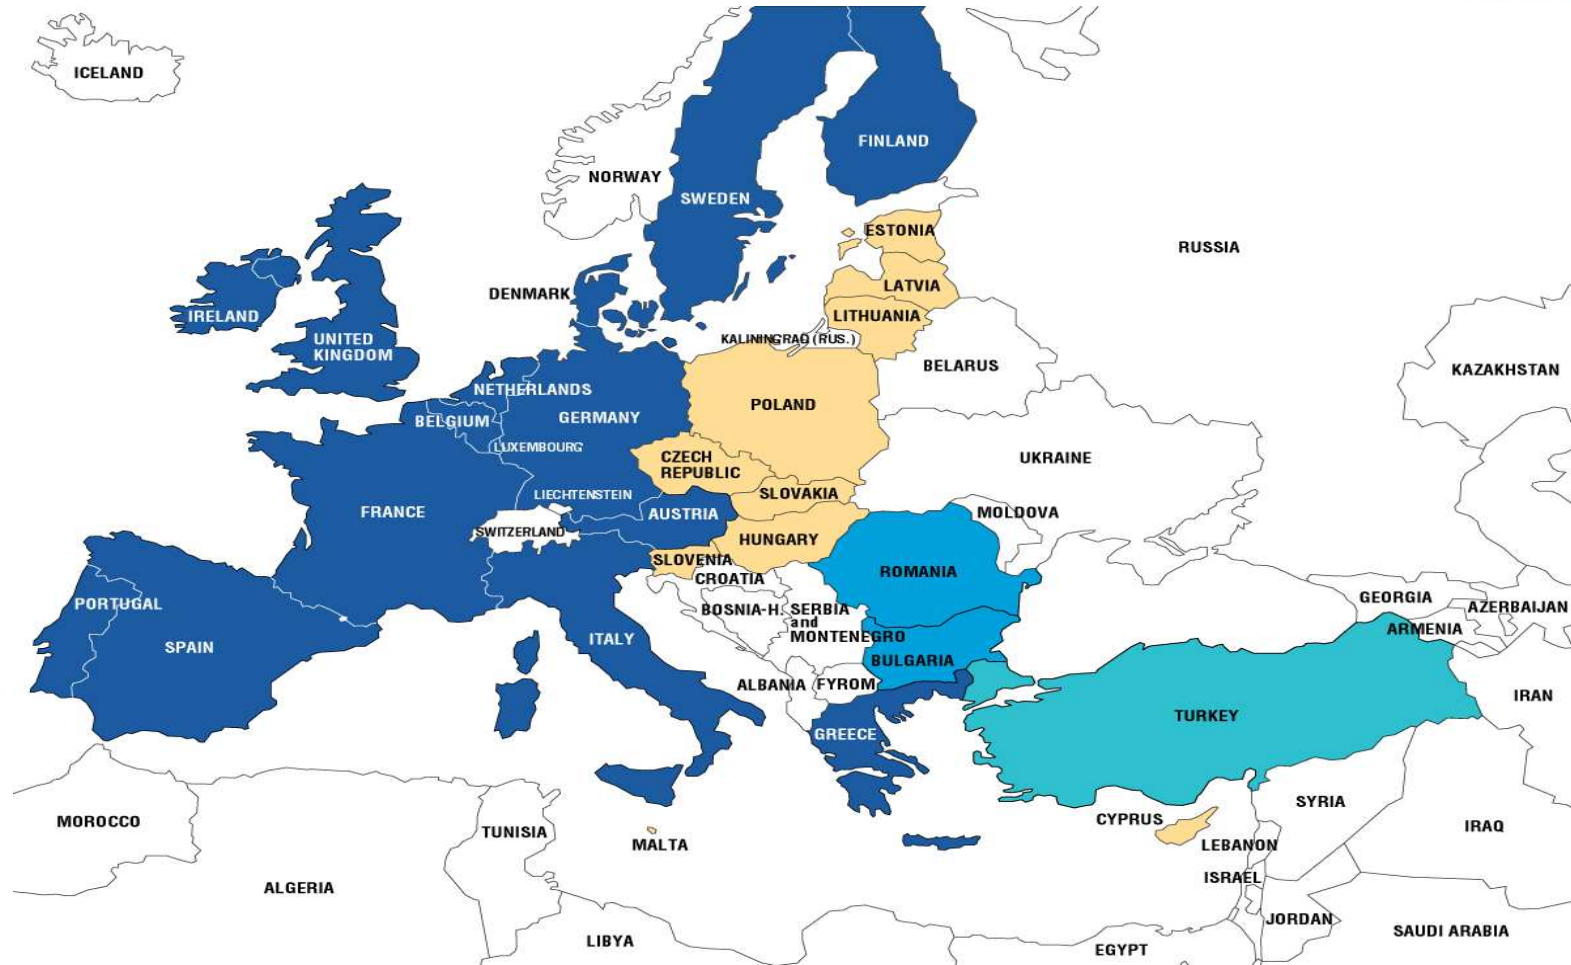 ICELAND
FINLAND
NORWAY
SWEDEN
ESTONIA
RUSSIA
LATVIA
DENMARK
IRELAND
LITHUANIA
UNITED
KINGDOM
KALININGRAD (RUS.)
BELARUS
KAZAKHSTAN
NETHERLANDS
POLAND
GERMANY
BELGIUM
LUXEMBOURG
CZECH
REPUBLIC
UKRAINE
SLOVAKIA
LIECHTENSTEIN
FRANCE
AUSTRIA
MOLDOVA
SWITZERLAND
HUNGARY
SLOVENIA
ROMANIA
CROATIA
GEORGIA
PORTUGAL
BOSNIA-H.
SERBIA
and
MONTENEGRO
AZERBAIJAN
ARMENIA
ITALY
SPAIN
BULGARIA
ALBANIA
FYROM
IRAN
TURKEY
GREECE
SYRIA
CYPRUS
MOROCCO
TUNISIA
IRAQ
MALTA
LEBANON
ISRAEL
ALGERIA
JORDAN
SAUDI ARABIA
LIBYA
EGYPT